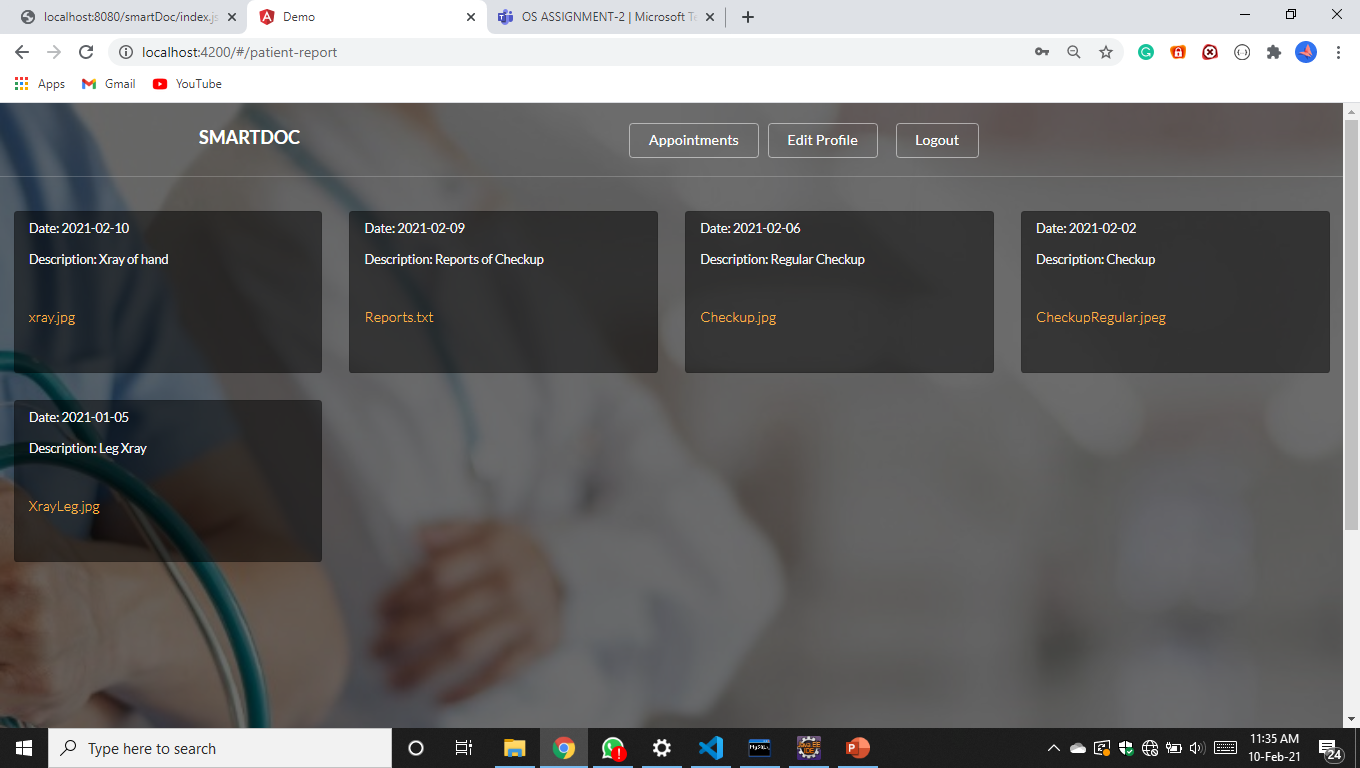 localhost:8080/smartDoc/index.js
Demo
OS ASSIGNMENT-2 | Microsoft Te
localhost:4200/#/patient-report
Apps
Gmail
YouTube
SMARTDOC
Appointments
Edit Profile
Logout
Date: 2021-02-10
Description: Xray of hand
xray.jpg
Date: 2021-02-09
Description: Reports of Checkup
Reports.txt
Date: 2021-02-06
Description: Regular Checkup
Checkup.jpg
Date: 2021-02-02
Description: Checkup
CheckupRegular.jpeg
Date: 2021-01-05
Description: Leg Xray
XrayLeg.jpg
Type here to search
11:35 AM
10-Feb-21
24